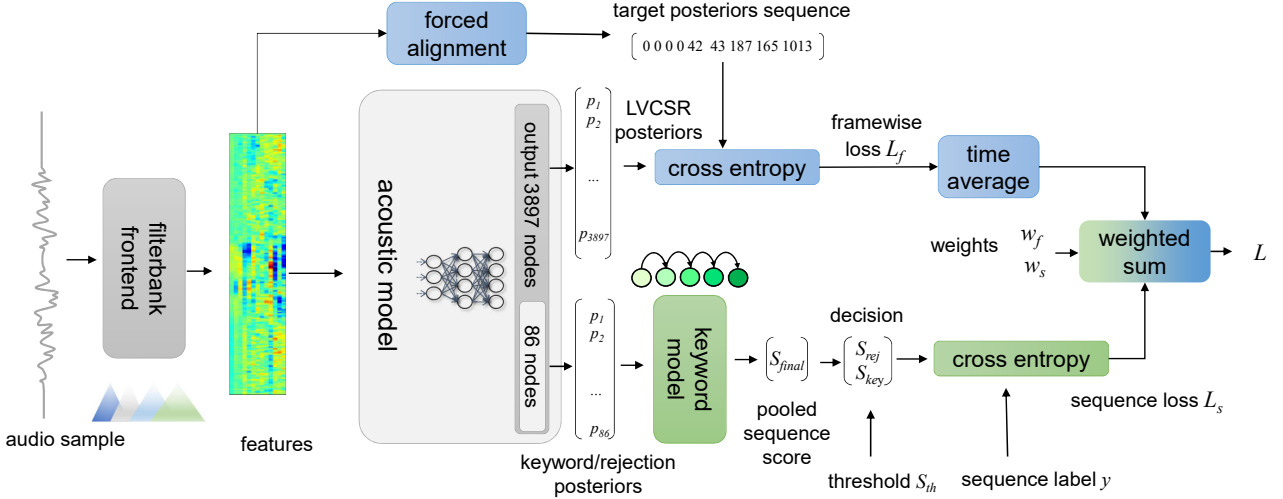 forced
alignment
target posteriors sequence
[ 0 0 0 0 42 43 187 165 1013 ]
filterbank
frontend
audio sample
features
acoustic model
output 3897 nodes
86 nodes
p1
p2
...
p3897
LVCSR
posteriors
cross entropy
framewise
loss Lf
time
average
weights
wf
ws
weighted
sum
L
p1
p2
...
p86
keyword/rejection
posteriors
keyword
model
Sfinal
pooled
sequence
score
decision
Srej
Skey
threshold Sth
cross entropy
sequence label y
sequence loss Ls